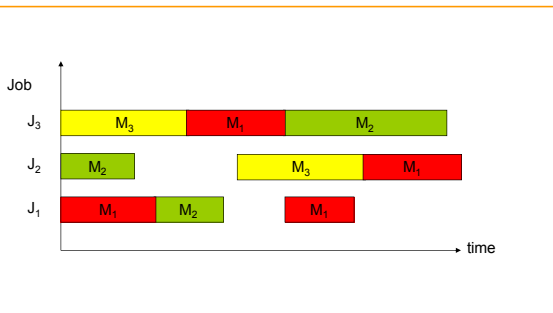 Job
J₃ M₃ M₁ M₂
J₂ M₂ M₃ M₁
J₁ M₁ M₂ M₁
time